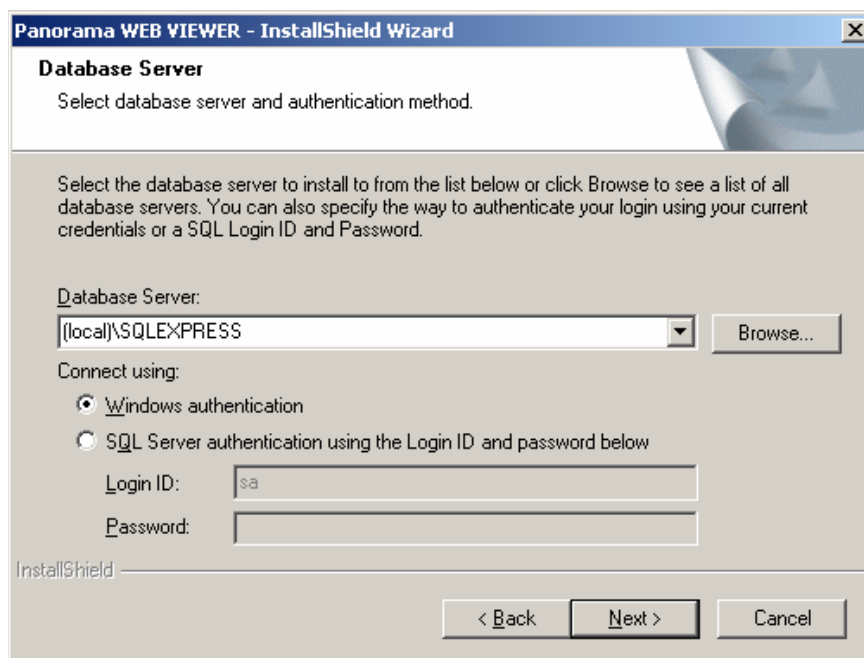 Panorama WEB VIEWER - InstallShield Wizard
Database Server
Select database server and authentication method.
Select the database server to install to from the list below or click Browse to see a list of all
database servers. You can also specify the way to authenticate your login using your current
credentials or a SQL Login ID and Password.
Database Server:
(local)\SQLEXPRESS
Browse...
Connect using:
Windows authentication
SQL Server authentication using the Login ID and password below
Login ID:
sa
Password:
InstallShield
< Back
Next >
Cancel